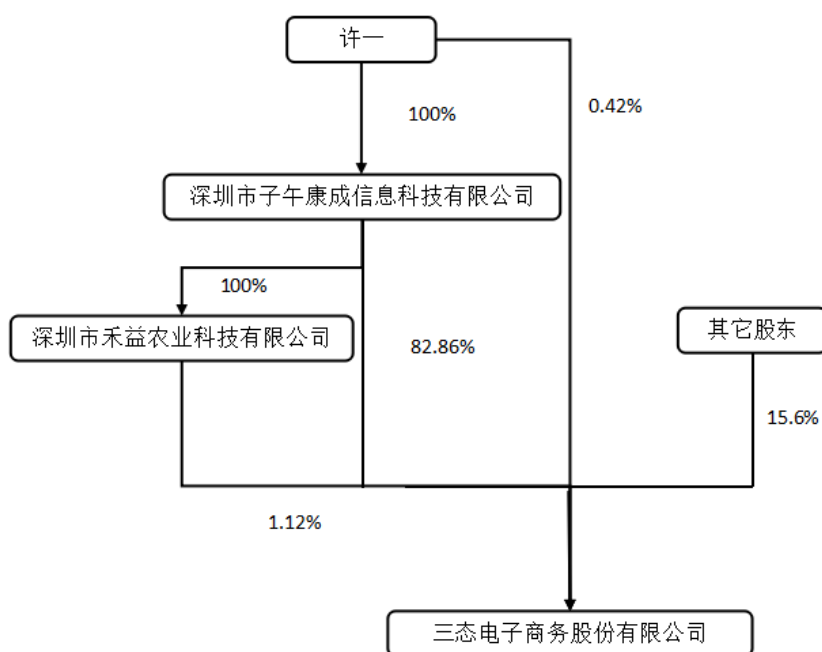 许一
100%
0.42%
深圳市子午康成信息科技有限公司
100%
深圳市禾益农业科技有限公司
其它股东
82.86%
15.6%
1.12%
三态电子商务股份有限公司